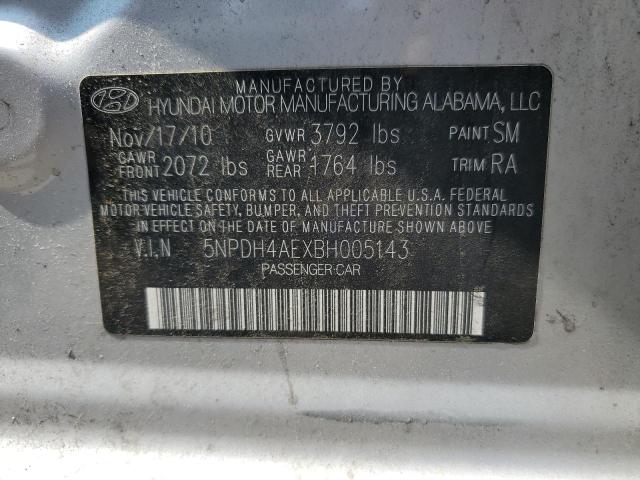 MANUFACTURED BY
HYUNDAI MOTOR MANUFACTURING ALABAMA, LLC
Nov/17/10 GVWR 3792 lbs PAINT SM
GAWR FRONT 2072 lbs GAWR REAR 1764 lbs TRIM RA
THIS VEHICLE CONFORMS TO ALL APPLICABLE U.S.A. FEDERAL
MOTOR VEHICLE SAFETY, BUMPER, AND THEFT PREVENTION STANDARDS
IN EFFECT ON THE DATE OF MANUFACTURE SHOWN ABOVE.
V.I.N 5NPDH4AEXBH005143
PASSENGER CAR